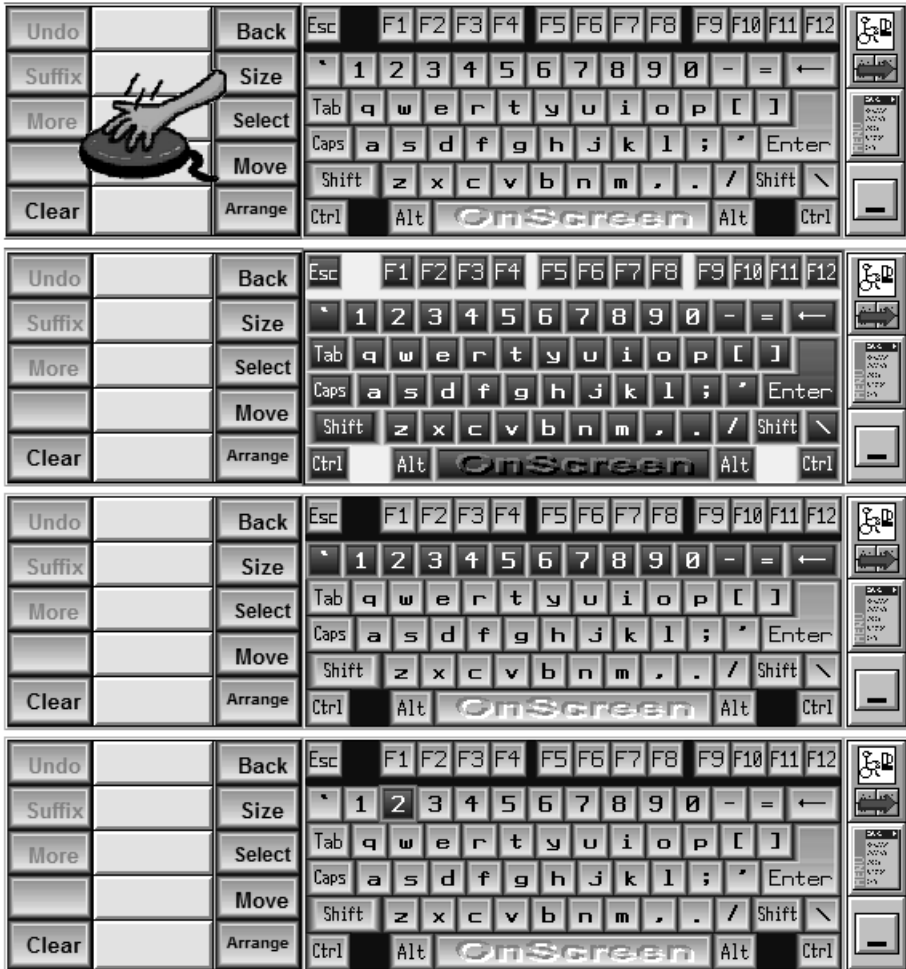 Undo Back Esc F1 F2 F3 F4 F5 F6 F7 F8 F9 F10 F11 F12
Suffix Size ` 1 2 3 4 5 6 7 8 9 0 - = ←
More Select Tab q w e r t y u i o p [ ] MENU
Move Caps a s d f g h j k l ; ' Enter
Shift z x c v b n m , . / Shift \
Clear Arrange Ctrl Alt OnScreen Alt Ctrl
Undo Back Esc F1 F2 F3 F4 F5 F6 F7 F8 F9 F10 F11 F12
Suffix Size ` 1 2 3 4 5 6 7 8 9 0 - = ←
More Select Tab q w e r t y u i o p [ ] MENU
Move Caps a s d f g h j k l ; ' Enter
Shift z x c v b n m , . / Shift \
Clear Arrange Ctrl Alt OnScreen Alt Ctrl
Undo Back Esc F1 F2 F3 F4 F5 F6 F7 F8 F9 F10 F11 F12
Suffix Size ` 1 2 3 4 5 6 7 8 9 0 - = ←
More Select Tab q w e r t y u i o p [ ] MENU
Move Caps a s d f g h j k l ; ' Enter
Shift z x c v b n m , . / Shift \
Clear Arrange Ctrl Alt OnScreen Alt Ctrl
Undo Back Esc F1 F2 F3 F4 F5 F6 F7 F8 F9 F10 F11 F12
Suffix Size ` 1 2 3 4 5 6 7 8 9 0 - = ←
More Select Tab q w e r t y u i o p [ ] MENU
Move Caps a s d f g h j k l ; ' Enter
Shift z x c v b n m , . / Shift \
Clear Arrange Ctrl Alt OnScreen Alt Ctrl